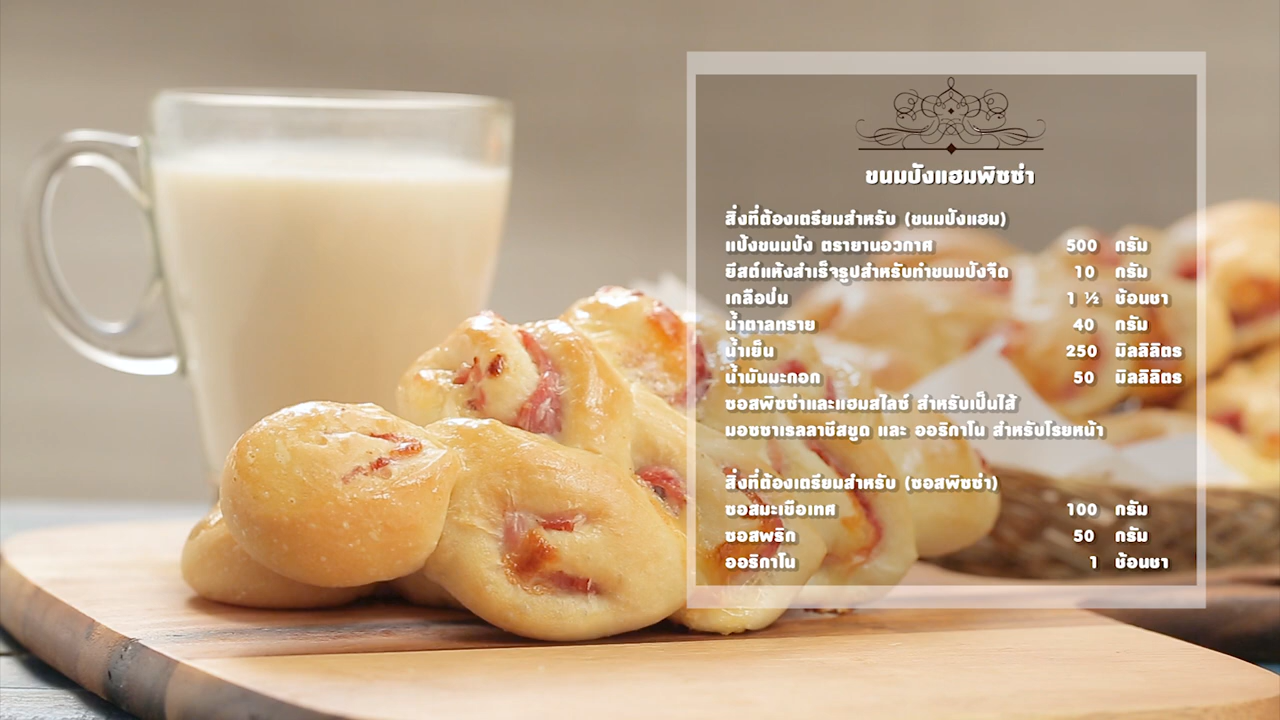 ขนมปังแฮมพิซซ่า
สิ่งที่ต้องเตรียมสำหรับ (ขนมปังแฮม)
แป้งขนมปัง ตรายานอวกาศ 500 กรัม
ยีสต์แห้งสำเร็จรูปสำหรับทำขนมปังจืด 10 กรัม
เกลือป่น 1 ½ ช้อนชา
น้ำตาลทราย 40 กรัม
น้ำเย็น 250 มิลลิลิตร
น้ำมันมะกอก 50 มิลลิลิตร
ซอสพิซซ่าและแฮมสไลซ์ สำหรับเป็นไส้
มอซซาเรลลาชีสขูด และ ออริกาโน สำหรับโรยหน้า
สิ่งที่ต้องเตรียมสำหรับ (ซอสพิซซ่า)
ซอสมะเขือเทศ 100 กรัม
ซอสพริก 50 กรัม
ออริกาโน 1 ช้อนชา